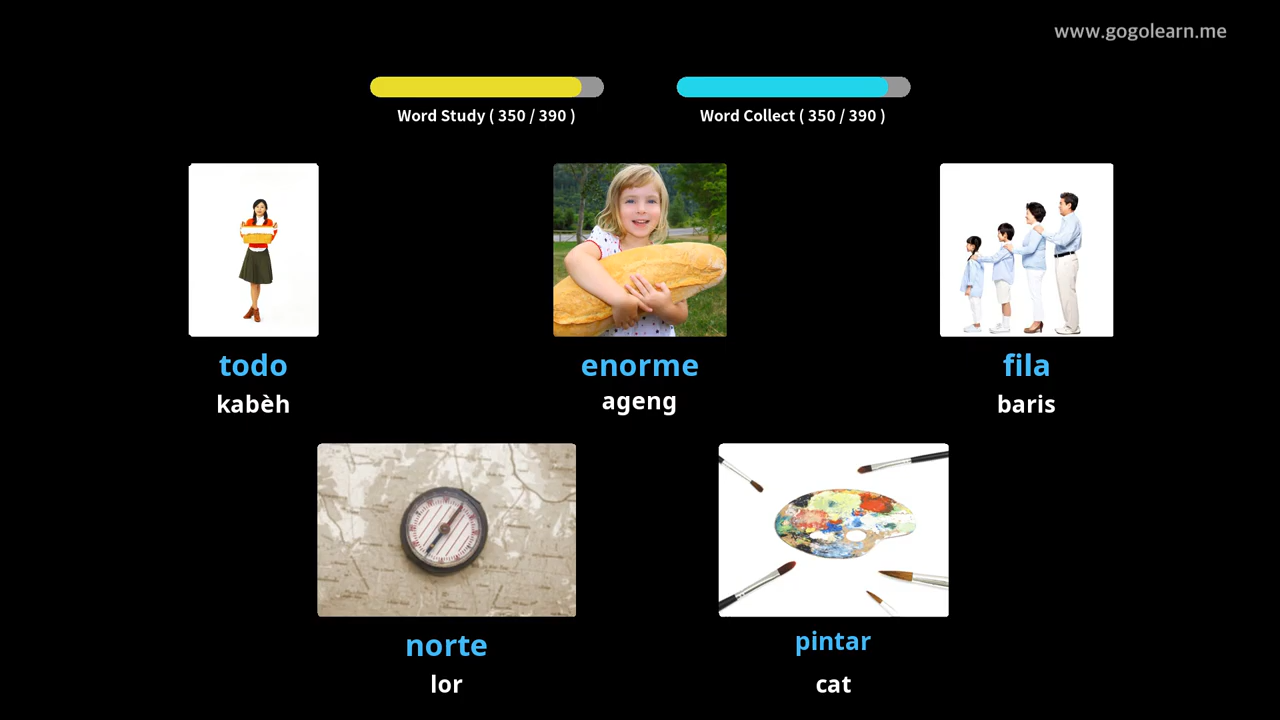 www.gogolearn.me
Word Study ( 350 / 390 )
Word Collect ( 350 / 390 )
todo
kabèh
enorme
ageng
fila
baris
norte
lor
pintar
cat